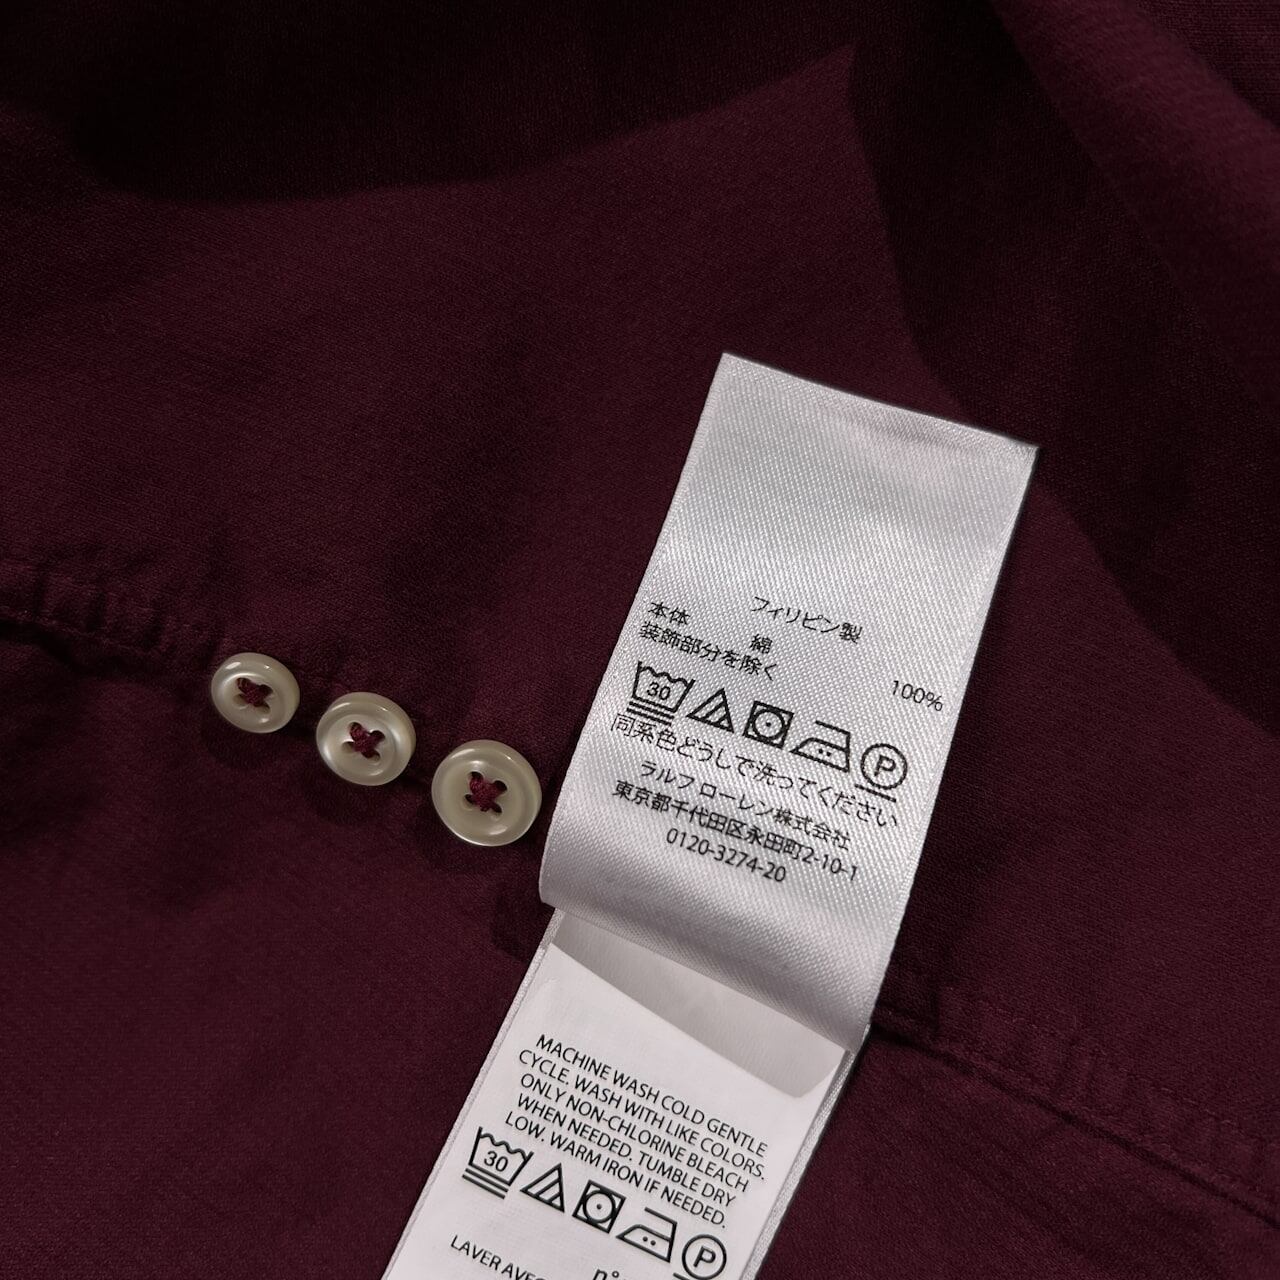 フィリピン製
本体 綿 100%
装飾部分を除く
30 P
同系色どうしで洗ってください
ラルフ ローレン株式会社
東京都千代田区永田町2-10-1
0120-3274-20
MACHINE WASH COLD GENTLE
CYCLE. WASH WITH LIKE COLORS.
ONLY NON-CHLORINE BLEACH
WHEN NEEDED. TUMBLE DRY
LOW. WARM IRON IF NEEDED.
30 P
LAVER AVEC